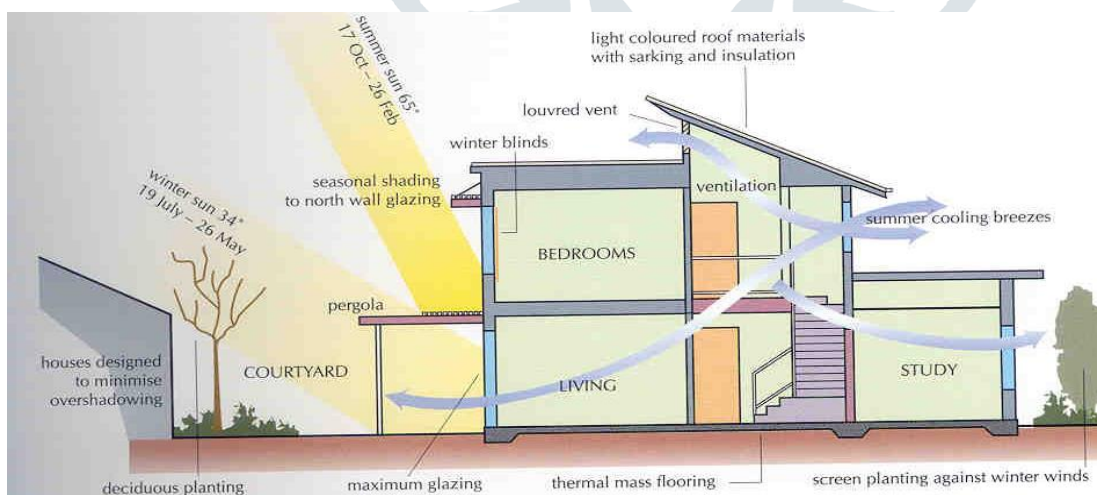 light coloured roof materials
with sarking and insulation
summer sun 65°
17 Oct – 26 Feb
louvred vent
winter blinds
seasonal shading
to north wall glazing
winter sun 34°
19 July – 26 May
ventilation
summer cooling breezes
BEDROOMS
pergola
houses designed
to minimise
overshadowing
COURTYARD
LIVING
STUDY
deciduous planting
maximum glazing
thermal mass flooring
screen planting against winter winds